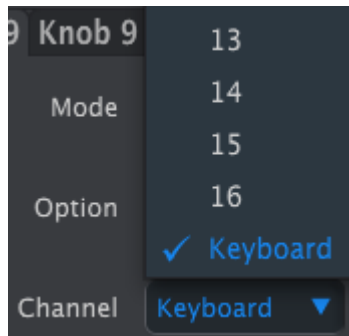 9 Knob 9
13
Mode
14
15
Option
16
✓ Keyboard
Channel Keyboard ▼